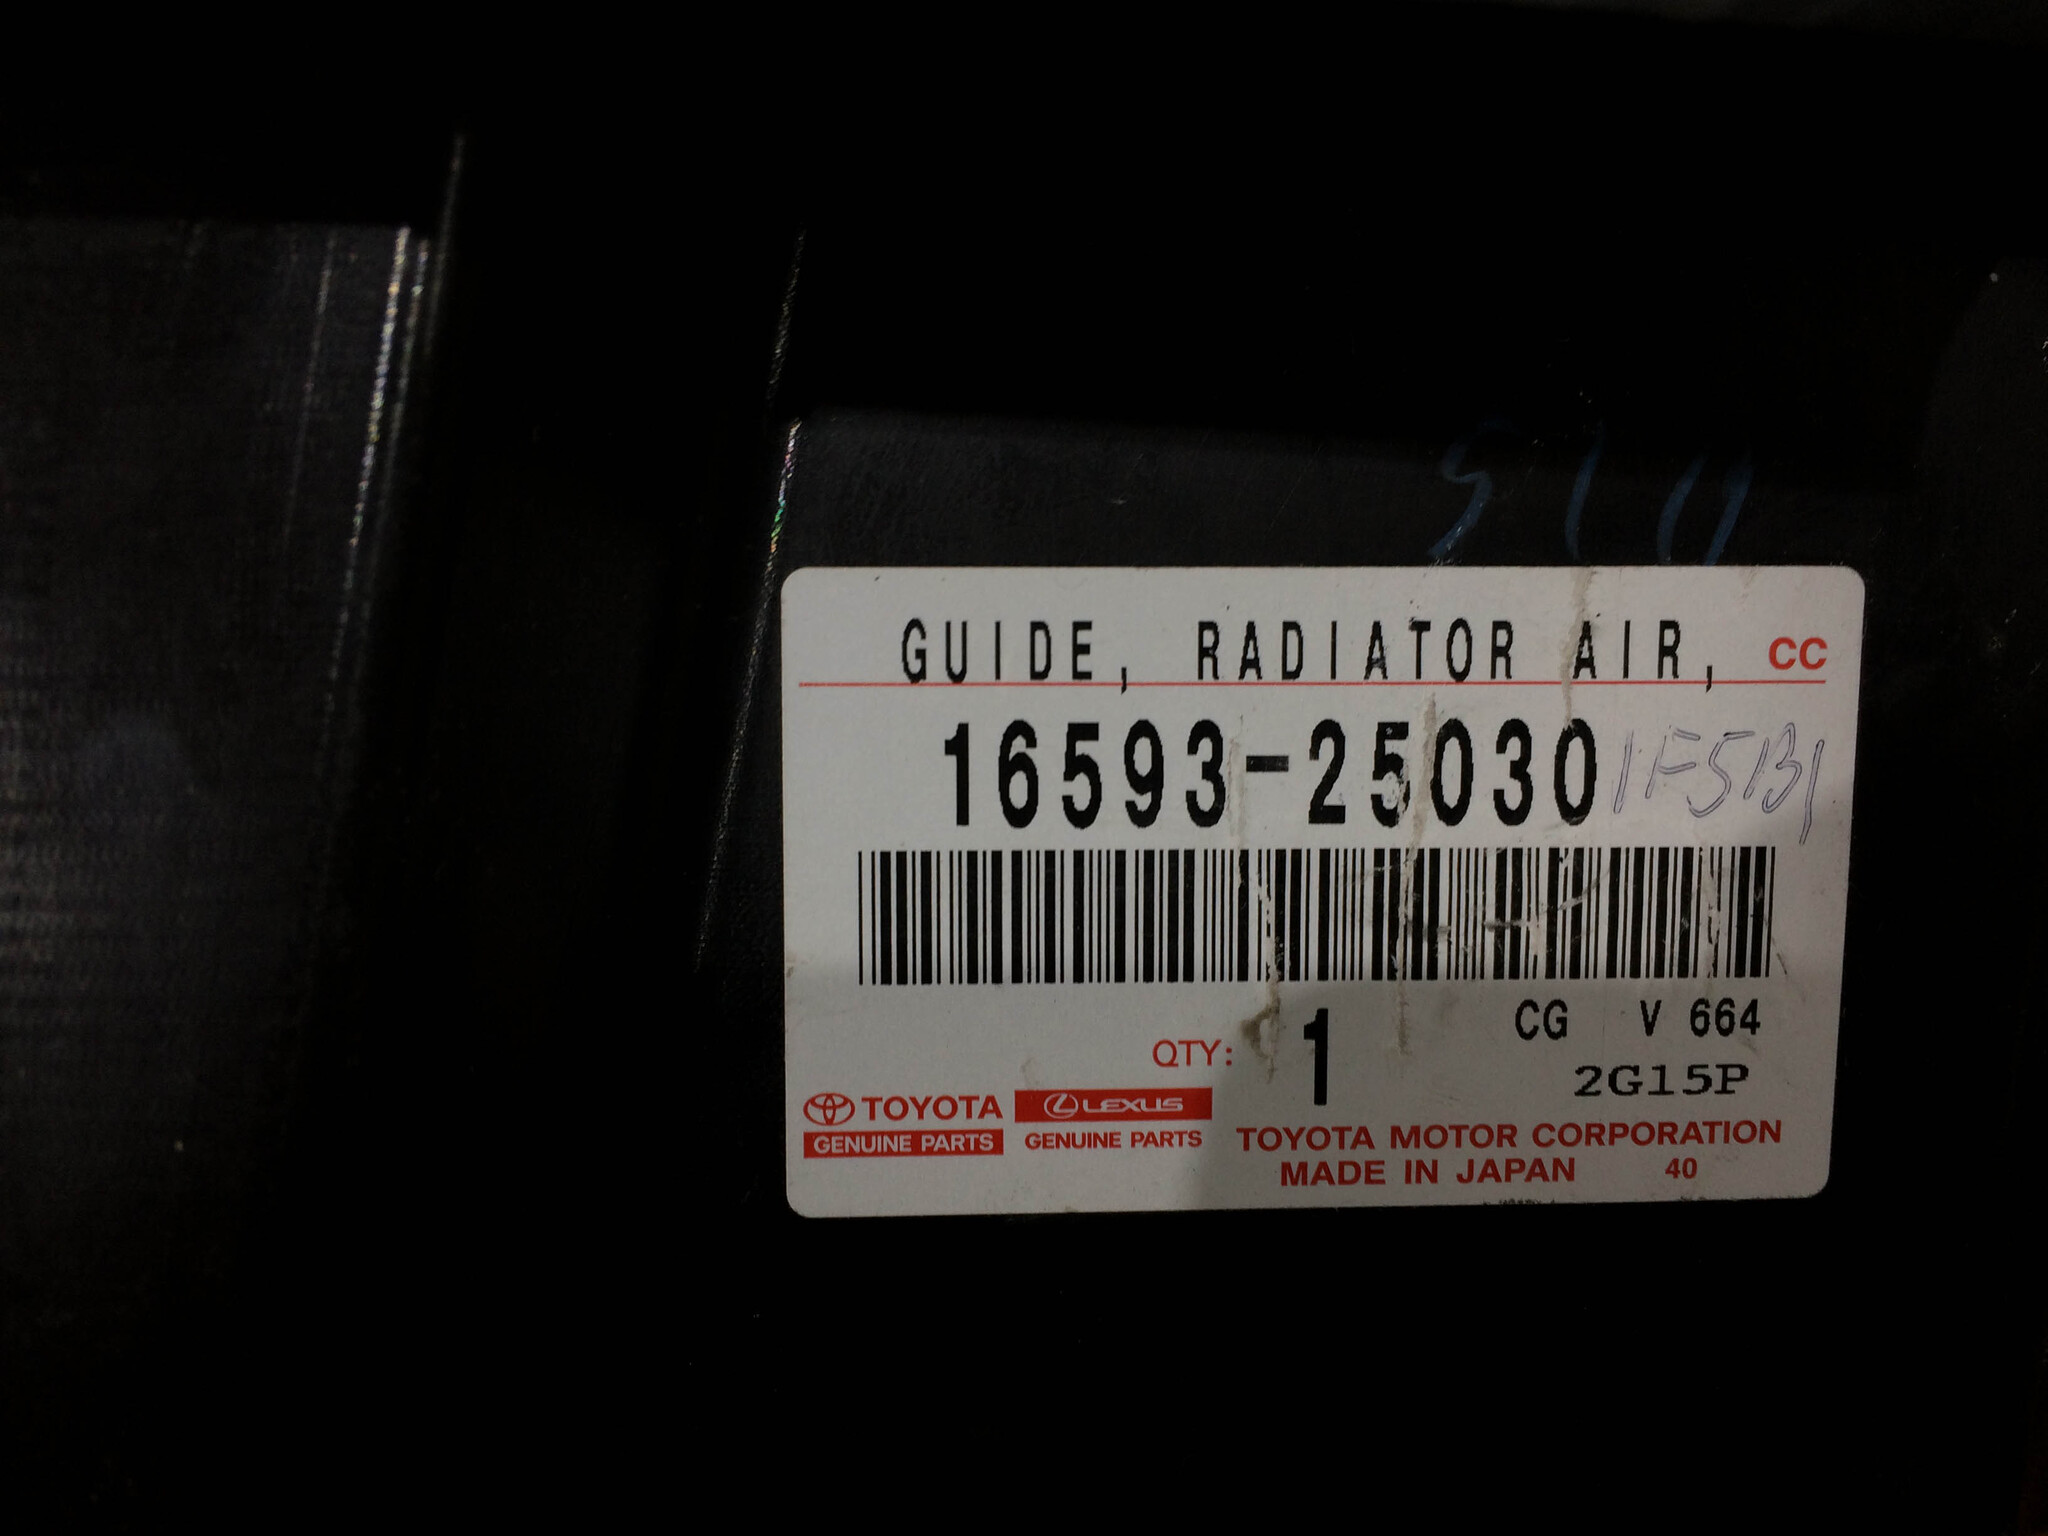 GUIDE, RADIATOR AIR, CC
16593-25030 1F5B1
CG V 664
QTY: 1
2G15P
TOYOTA LEXUS
GENUINE PARTS GENUINE PARTS
TOYOTA MOTOR CORPORATION
MADE IN JAPAN 40